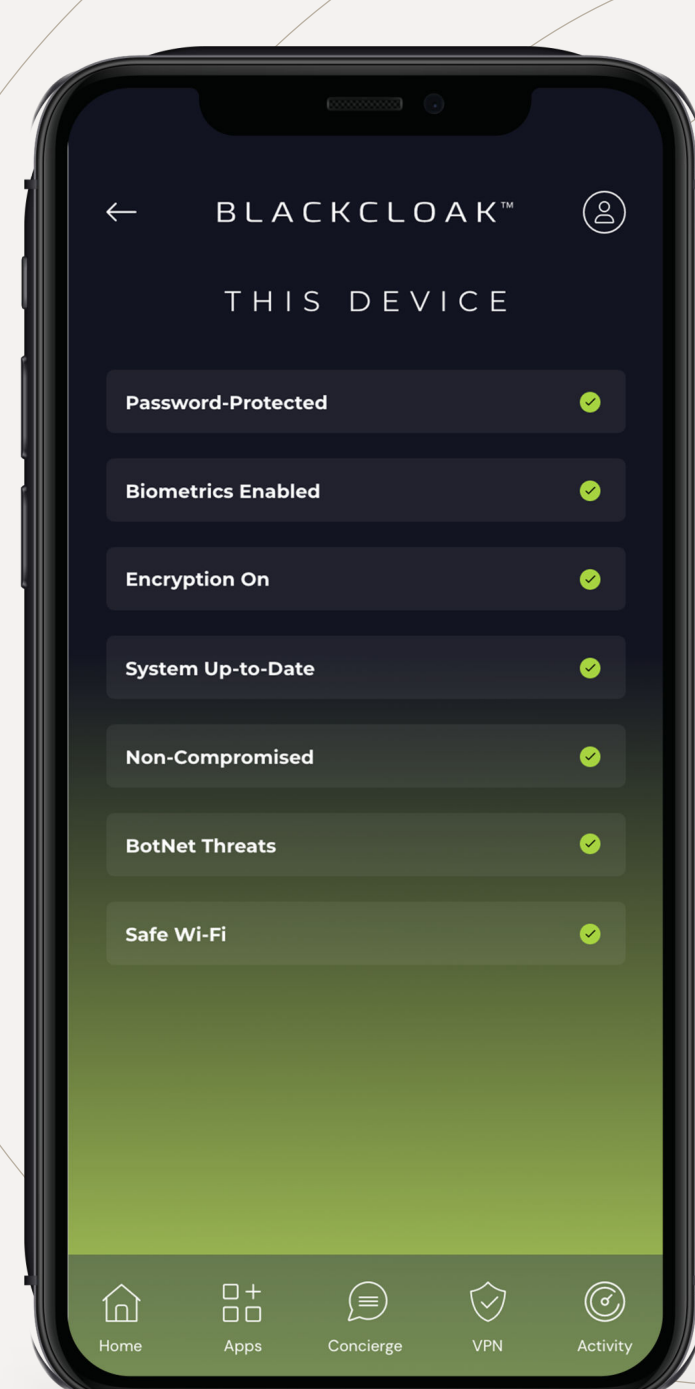 BLACKCLOAK™
THIS DEVICE
Password-Protected
Biometrics Enabled
Encryption On
System Up-to-Date
Non-Compromised
BotNet Threats
Safe Wi-Fi
Home Apps Concierge VPN Activity